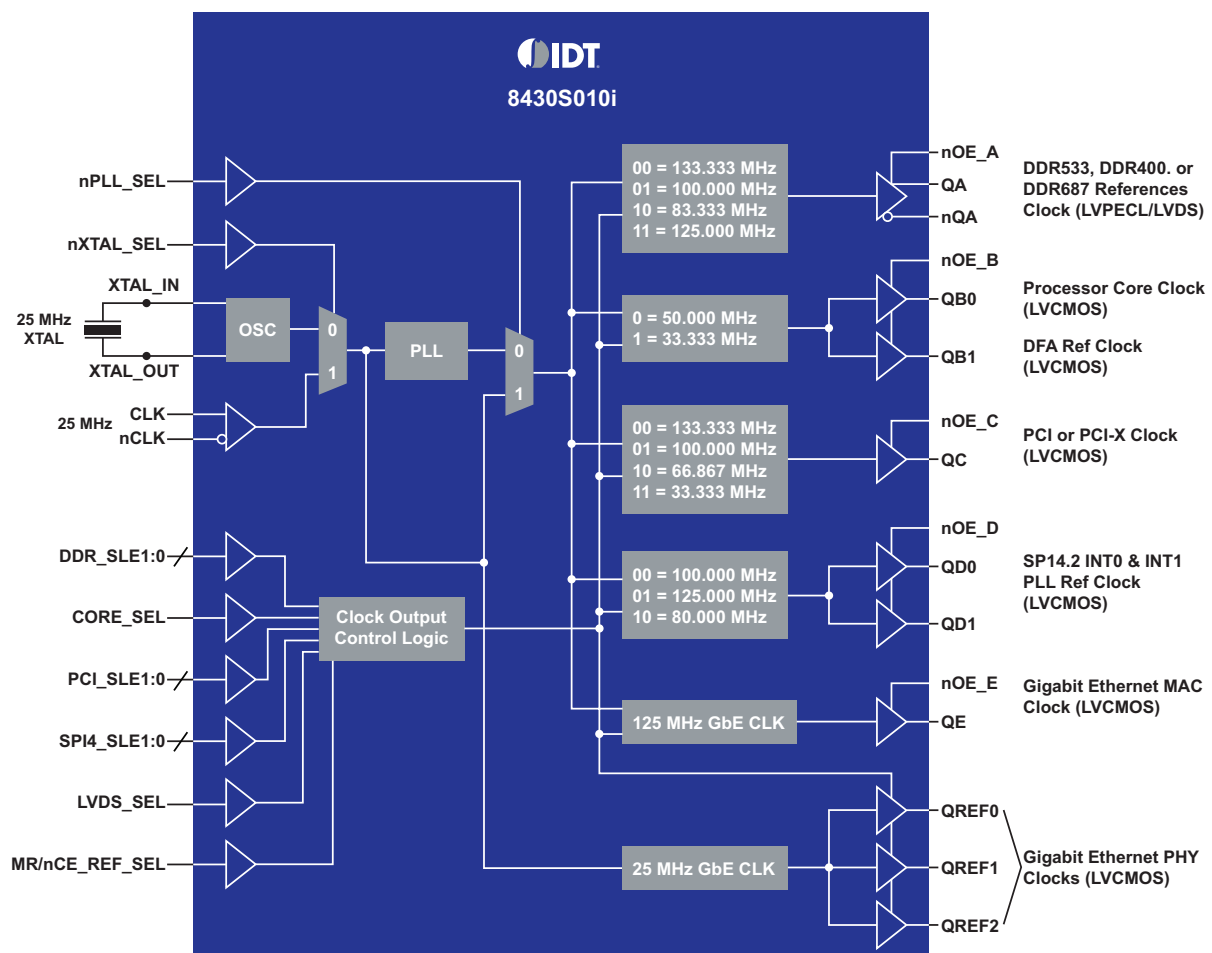 IDT
8430S010i
nPLL_SEL
nXTAL_SEL
XTAL_IN
25 MHz
XTAL
XTAL_OUT
OSC
0
1
PLL
0
1
CLK
25 MHz
nCLK
DDR_SLE1:0
CORE_SEL
PCI_SLE1:0
SPI4_SLE1:0
LVDS_SEL
MR/nCE_REF_SEL
Clock Output
Control Logic
00 = 133.333 MHz
01 = 100.000 MHz
10 = 83.333 MHz
11 = 125.000 MHz
0 = 50.000 MHz
1 = 33.333 MHz
00 = 133.333 MHz
01 = 100.000 MHz
10 = 66.867 MHz
11 = 33.333 MHz
00 = 100.000 MHz
01 = 125.000 MHz
10 = 80.000 MHz
125 MHz GbE CLK
25 MHz GbE CLK
nOE_A
QA
nQA
DDR533, DDR400. or
DDR687 References
Clock (LVPECL/LVDS)
nOE_B
QB0
QB1
Processor Core Clock
(LVCMOS)
DFA Ref Clock
(LVCMOS)
nOE_C
QC
PCI or PCI-X Clock
(LVCMOS)
nOE_D
QD0
QD1
SP14.2 INT0 & INT1
PLL Ref Clock
(LVCMOS)
nOE_E
QE
Gigabit Ethernet MAC
Clock (LVCMOS)
QREF0
QREF1
QREF2
Gigabit Ethernet PHY
Clocks (LVCMOS)